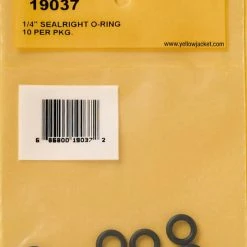 19037
1/4" SEALRIGHT O-RING
10 PER PKG.
www.yellowjacket.com
6 85800 19037 2